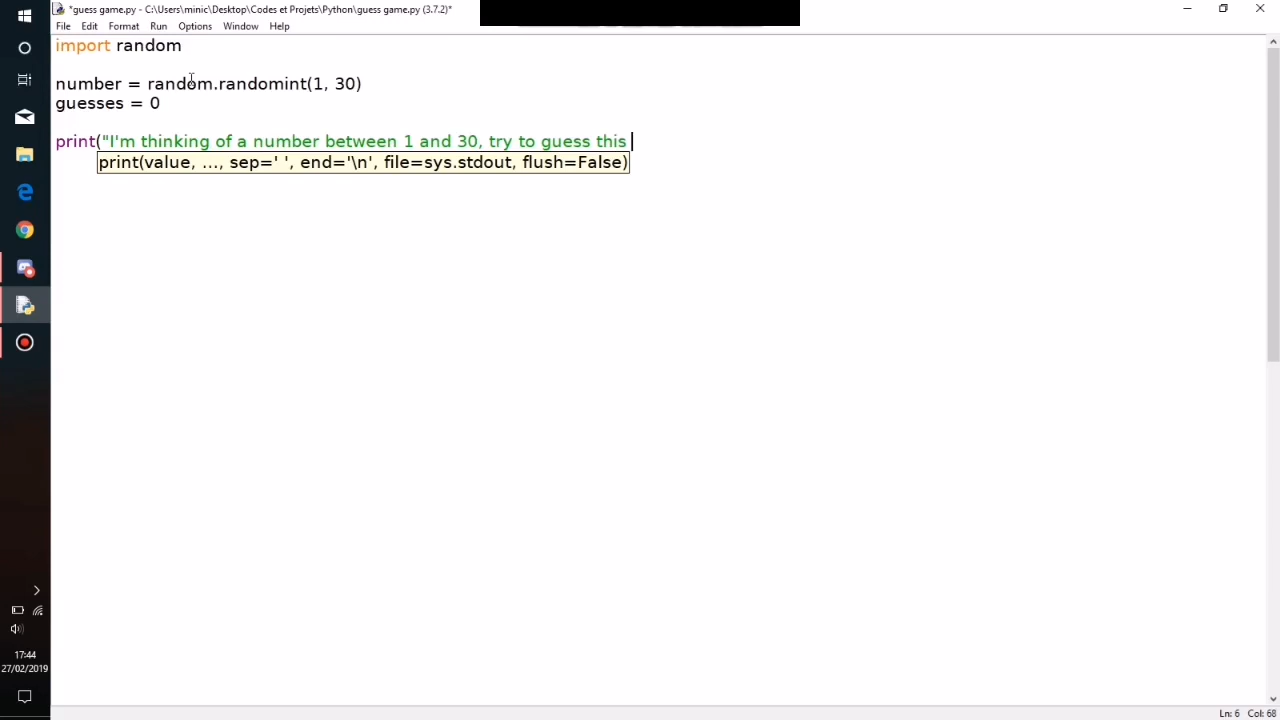 *guess game.py - C:\Users\minic\Desktop\Codes et Projets\Python\guess game.py (3.7.2)*
File Edit Format Run Options Window Help
import random
number = random.randomint(1, 30)
guesses = 0
print("I'm thinking of a number between 1 and 30, try to guess this
print(value, ..., sep=' ', end='\n', file=sys.stdout, flush=False)
17:44
27/02/2019
Ln: 6 Col: 68